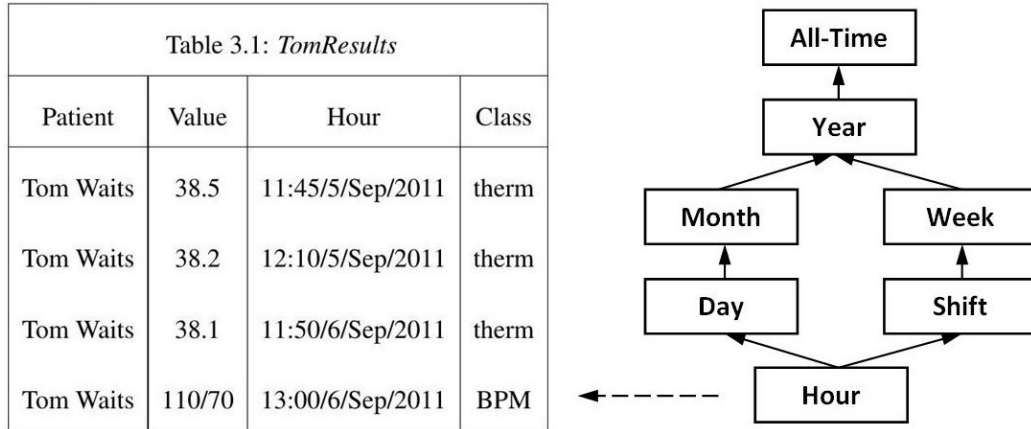 Table 3.1: TomResults
Patient Value Hour Class
Tom Waits 38.5 11:45/5/Sep/2011 therm
Tom Waits 38.2 12:10/5/Sep/2011 therm
Tom Waits 38.1 11:50/6/Sep/2011 therm
Tom Waits 110/70 13:00/6/Sep/2011 BPM
All-Time
Year
Month Week
Day Shift
Hour